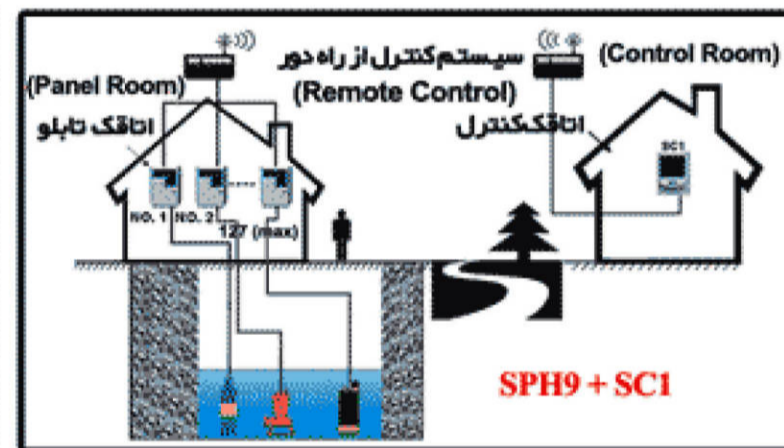 (Panel Room)
اتاقک تابلو
سیستم کنترل از راه دور
(Remote Control)
(Control Room)
اتاقک کنترل
SC1
NO. 1 NO. 2
127 (max)
SPH9 + SC1